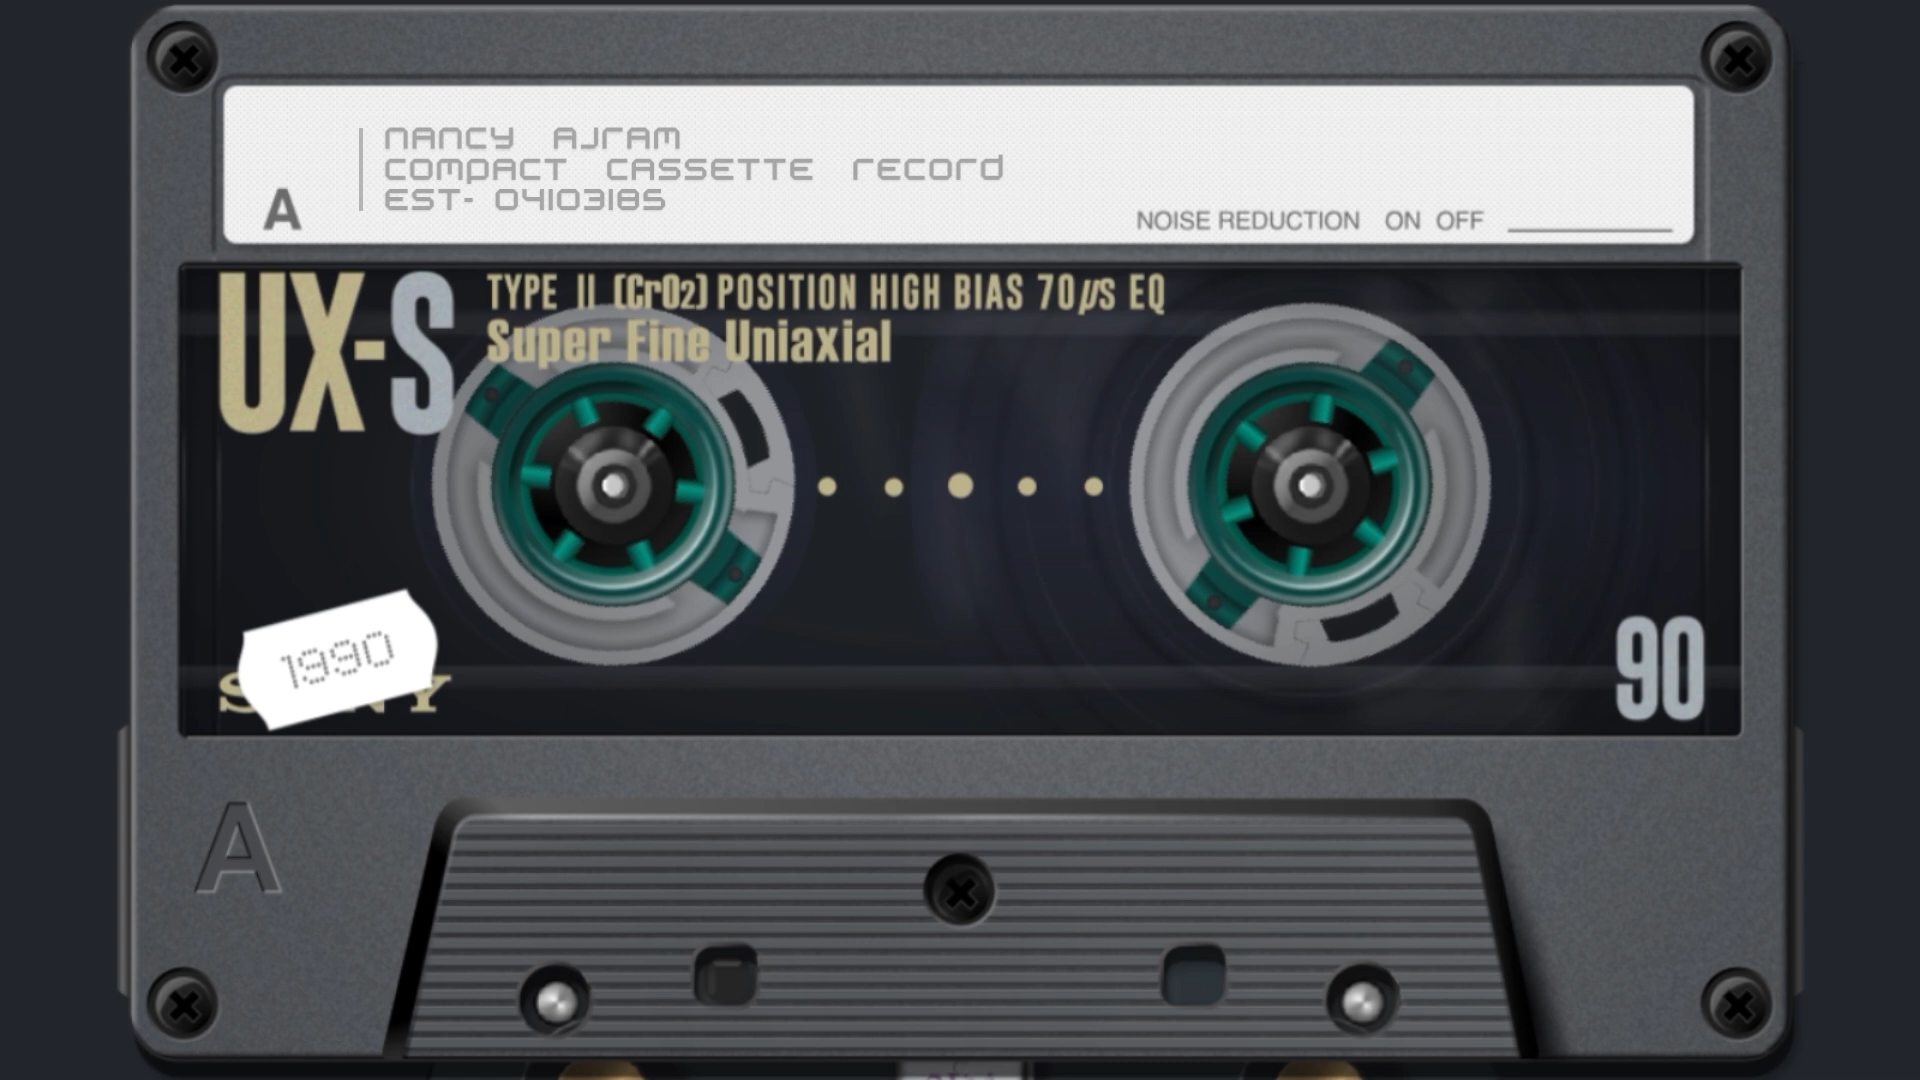 NANCY AJRAM
COMPACT CASSETTE record
EST- 04103185
A
NOISE REDUCTION ON OFF
UX-S
TYPE II (CrO2) POSITION HIGH BIAS 70µs EQ
Super Fine Uniaxial
1990
90
A